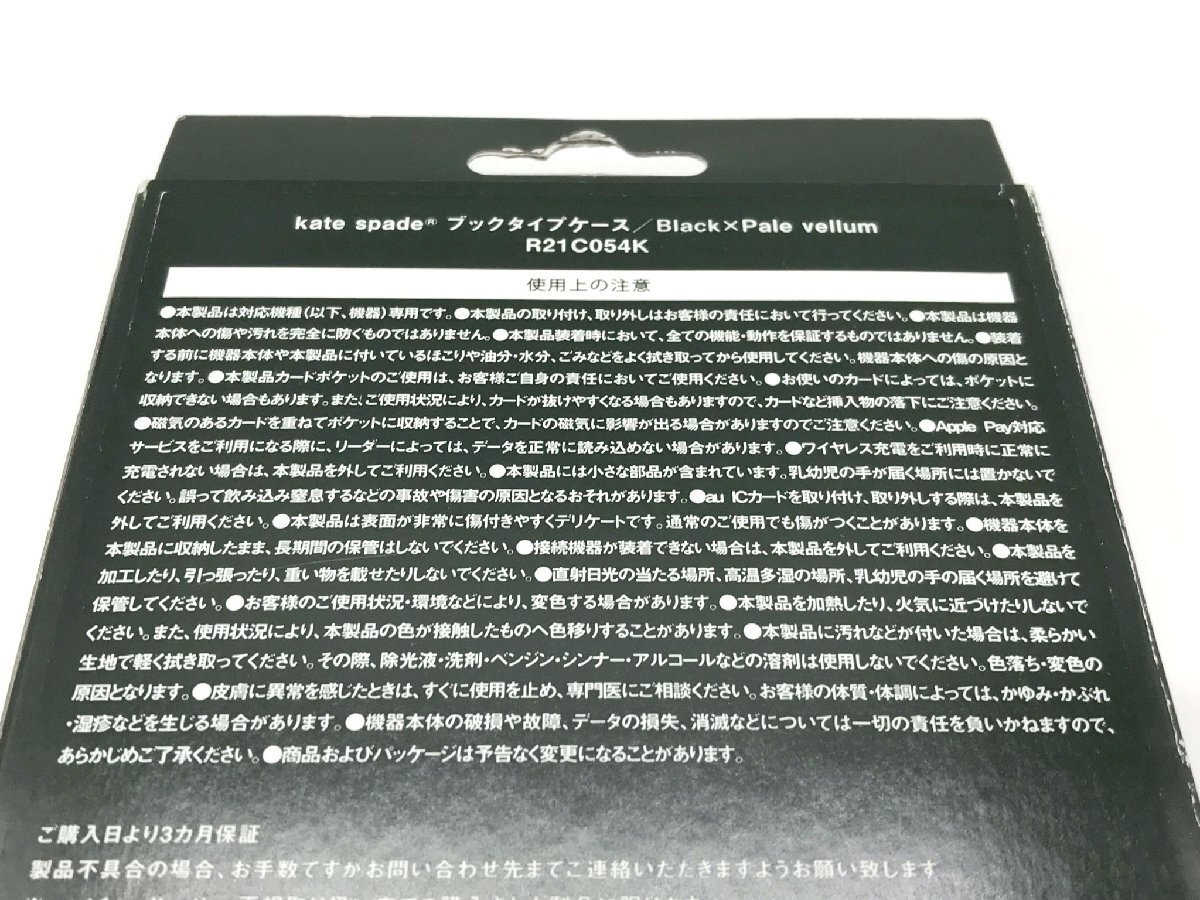 kate spade® ブックタイプケース/Black×Pale vellum
R21C054K
使用上の注意
●本製品は対応機種(以下、機器)専用です。●本製品の取り付け、取り外しはお客様の責任において行ってください。●本製品は機器
本体への傷や汚れを完全に防ぐものではありません。●本製品装着時において、全ての機能・動作を保証するものではありません。●装着
する前に機器本体や本製品に付いているほこりや油分・水分、ごみなどをよく拭き取ってから使用してください。機器本体への傷の原因と
なります。●本製品カードポケットのご使用は、お客様ご自身の責任においてご使用ください。●お使いのカードによっては、ポケットに
収納できない場合もあります。また、ご使用状況により、カードが抜けやすくなる場合もありますので、カードなど挿入物の落下にご注意ください。
●磁気のあるカードを重ねてポケットに収納することで、カードの磁気に影響が出る場合がありますのでご注意ください。●Apple Pay対応
サービスをご利用になる際に、リーダーによっては、データを正常に読み込めない場合があります。●ワイヤレス充電をご利用時に正常に
充電されない場合は、本製品を外してご利用ください。●本製品には小さな部品が含まれています。乳幼児の手が届く場所には置かないで
ください。誤って飲み込み窒息するなどの事故や傷害の原因となるおそれがあります。●au ICカードを取り付け、取り外しする際は、本製品を
外してご利用ください。●本製品は表面が非常に傷付きやすくデリケートです。通常のご使用でも傷がつくことがあります。●機器本体を
本製品に収納したまま、長期間の保管はしないでください。●接続機器が装着できない場合は、本製品を外してご利用ください。●本製品を
加工したり、引っ張ったり、重い物を載せたりしないでください。●直射日光の当たる場所、高温多湿の場所、乳幼児の手の届く場所を避けて
保管してください。●お客様のご使用状況・環境などにより、変色する場合があります。●本製品を加熱したり、火気に近づけたりしないで
ください。また、使用状況により、本製品の色が接触したものへ色移りすることがあります。●本製品に汚れなどが付いた場合は、柔らかい
生地で軽く拭き取ってください。その際、除光液・洗剤・ベンジン・シンナー・アルコールなどの溶剤は使用しないでください。色落ち・変色の
原因となります。●皮膚に異常を感じたときは、すぐに使用を止め、専門医にご相談ください。お客様の体質・体調によっては、かゆみ・かぶれ
・湿疹などを生じる場合があります。●機器本体の破損や故障、データの損失、消滅などについては一切の責任を負いかねますので、
あらかじめご了承ください。●商品およびパッケージは予告なく変更になることがあります。
ご購入日より3カ月保証
製品不具合の場合、お手数ですがお問い合わせ先までご連絡いただきますようお願い致します